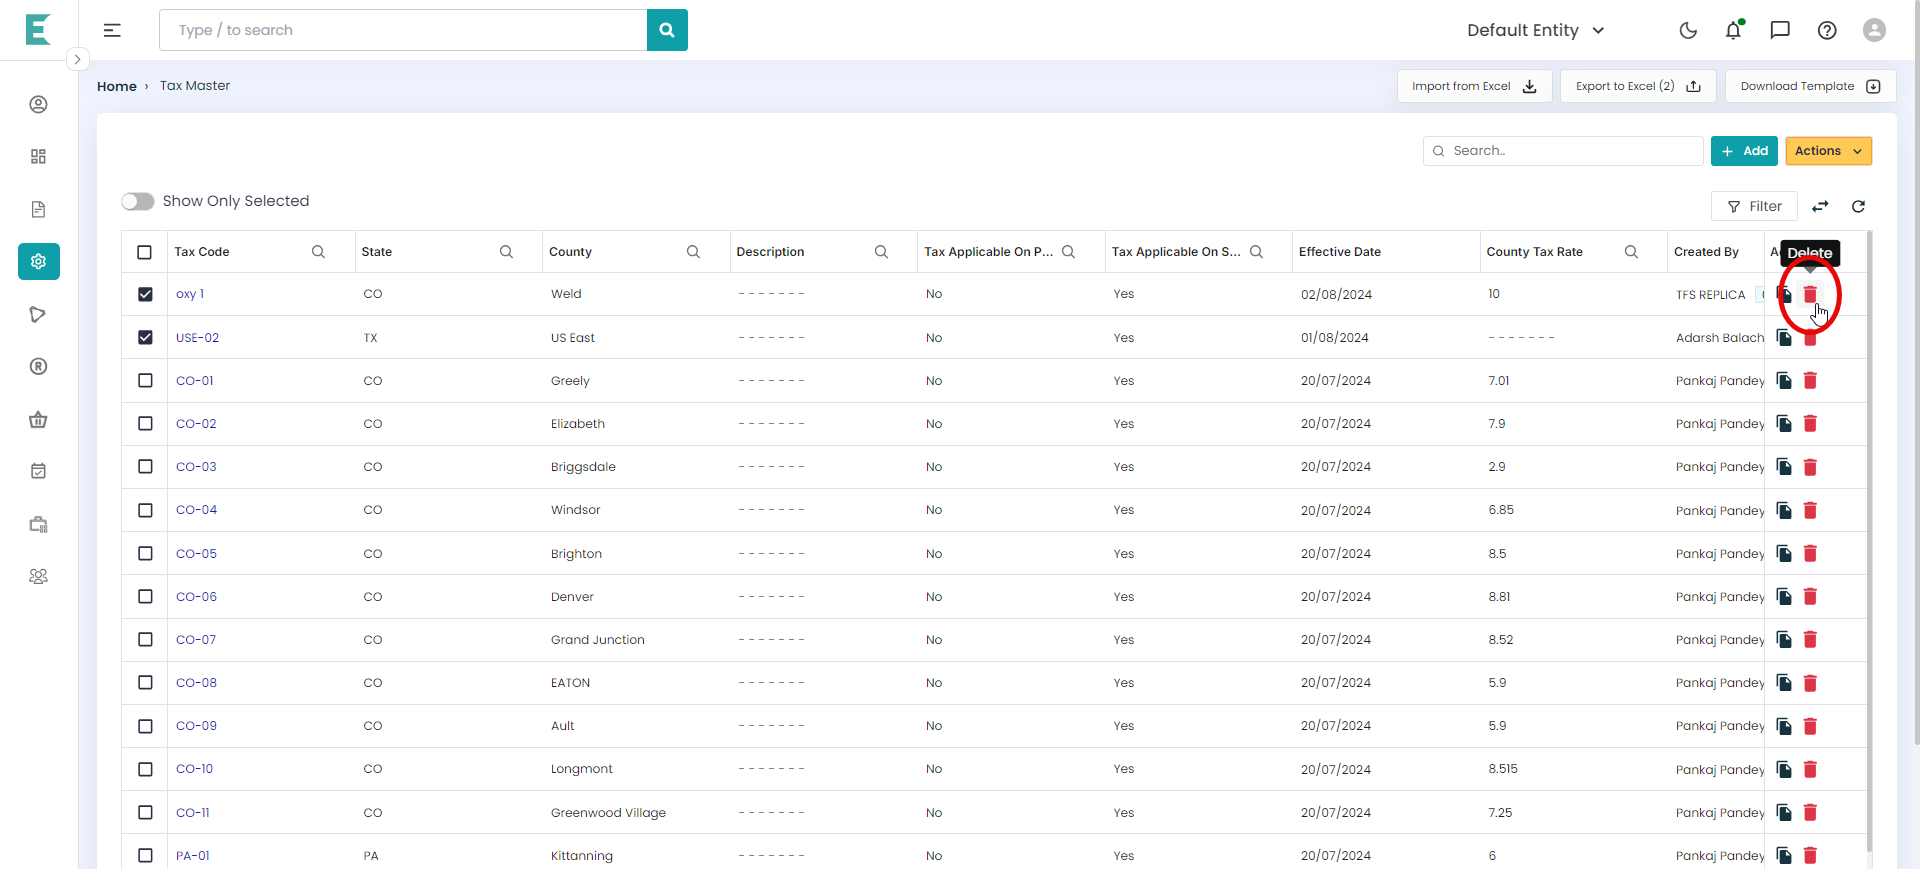 Type / to search
Default Entity
Home › Tax Master
Import from Excel
Export to Excel (2)
Download Template
Search..
+ Add
Actions
Show Only Selected
Filter
Tax Code State County Description Tax Applicable On P... Tax Applicable On S... Effective Date County Tax Rate Created By
Delete
oxy 1 CO Weld ------- No Yes 02/08/2024 10 TFS REPLICA
USE-02 TX US East ------- No Yes 01/08/2024 ------- Adarsh Balach
CO-01 CO Greely ------- No Yes 20/07/2024 7.01 Pankaj Pandey
CO-02 CO Elizabeth ------- No Yes 20/07/2024 7.9 Pankaj Pandey
CO-03 CO Briggsdale ------- No Yes 20/07/2024 2.9 Pankaj Pandey
CO-04 CO Windsor ------- No Yes 20/07/2024 6.85 Pankaj Pandey
CO-05 CO Brighton ------- No Yes 20/07/2024 8.5 Pankaj Pandey
CO-06 CO Denver ------- No Yes 20/07/2024 8.81 Pankaj Pandey
CO-07 CO Grand Junction ------- No Yes 20/07/2024 8.52 Pankaj Pandey
CO-08 CO EATON ------- No Yes 20/07/2024 5.9 Pankaj Pandey
CO-09 CO Ault ------- No Yes 20/07/2024 5.9 Pankaj Pandey
CO-10 CO Longmont ------- No Yes 20/07/2024 8.515 Pankaj Pandey
CO-11 CO Greenwood Village ------- No Yes 20/07/2024 7.25 Pankaj Pandey
PA-01 PA Kittanning ------- No Yes 20/07/2024 6 Pankaj Pandey